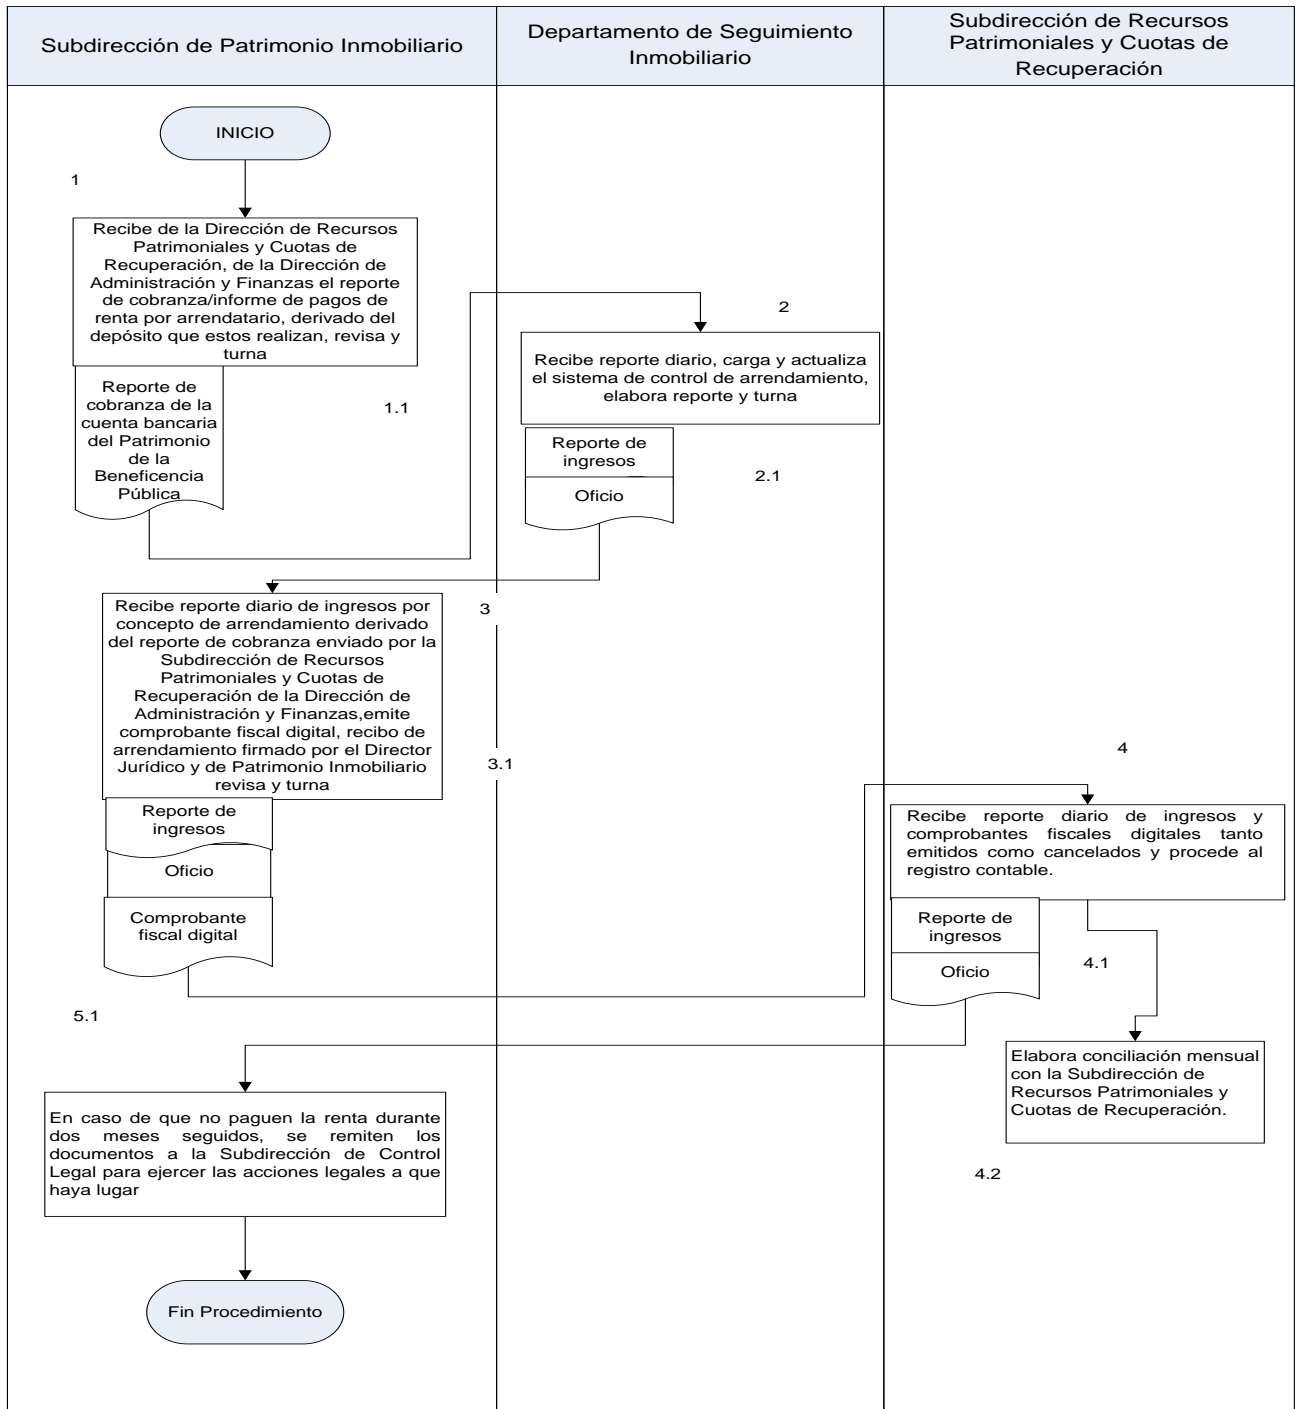 Subdirección de Patrimonio Inmobiliario
Departamento de Seguimiento
Inmobiliario
Subdirección de Recursos
Patrimoniales y Cuotas de
Recuperación
INICIO
1
Recibe de la Dirección de Recursos
Patrimoniales y Cuotas de
Recuperación, de la Dirección de
Administración y Finanzas el reporte
de cobranza/informe de pagos de
renta por arrendatario, derivado del
depósito que estos realizan, revisa y
turna
Reporte de
cobranza de la
cuenta bancaria
del Patrimonio
de la
Beneficencia
Pública
1.1
2
Recibe reporte diario, carga y actualiza
el sistema de control de arrendamiento,
elabora reporte y turna
Reporte de
ingresos
Oficio
2.1
3
Recibe reporte diario de ingresos por
concepto de arrendamiento derivado
del reporte de cobranza enviado por la
Subdirección de Recursos
Patrimoniales y Cuotas de
Recuperación de la Dirección de
Administración y Finanzas,emite
comprobante fiscal digital, recibo de
arrendamiento firmado por el Director
Jurídico y de Patrimonio Inmobiliario
revisa y turna
3.1
Reporte de
ingresos
Oficio
Comprobante
fiscal digital
4
Recibe reporte diario de ingresos y
comprobantes fiscales digitales tanto
emitidos como cancelados y procede al
registro contable.
Reporte de
ingresos
Oficio
4.1
Elabora conciliación mensual
con la Subdirección de
Recursos Patrimoniales y
Cuotas de Recuperación.
4.2
5.1
En caso de que no paguen la renta durante
dos meses seguidos, se remiten los
documentos a la Subdirección de Control
Legal para ejercer las acciones legales a que
haya lugar
Fin Procedimiento